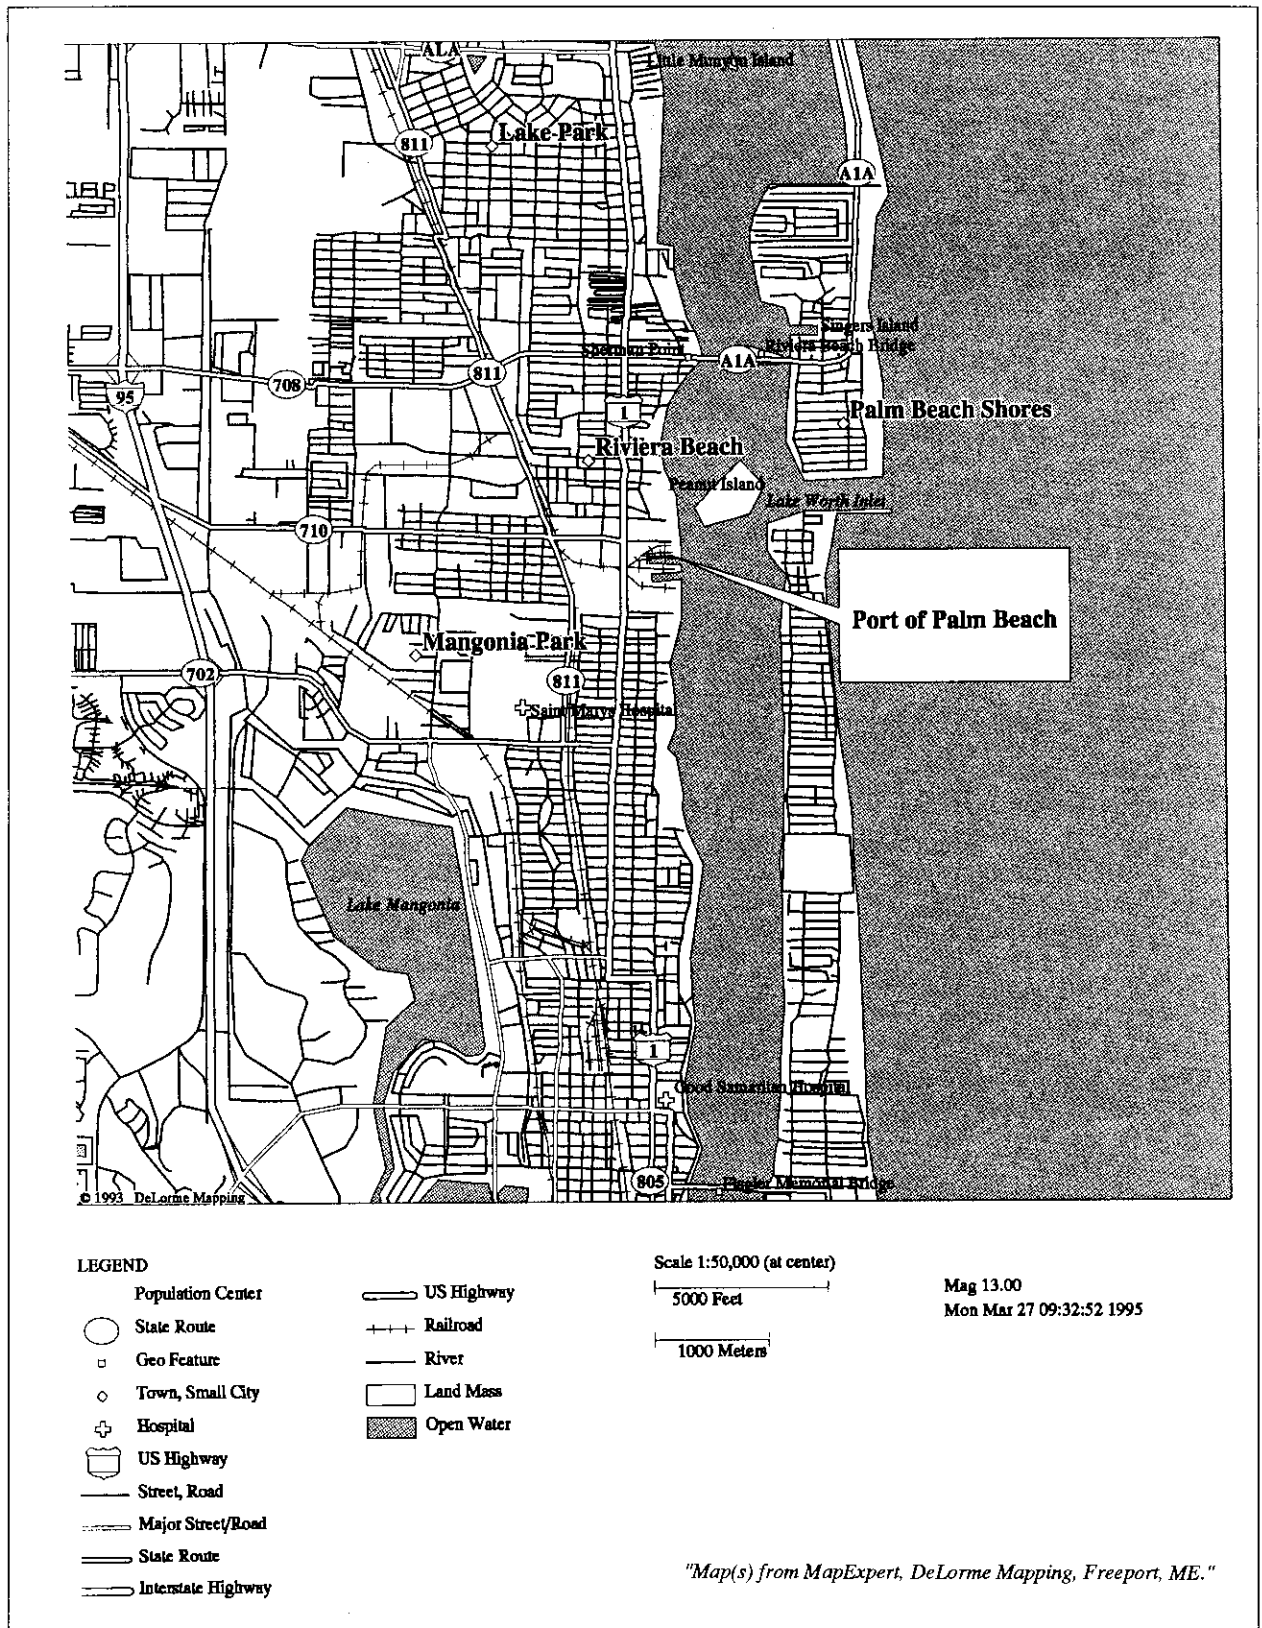 ALA
Little Munyon Island
Lake Park
811
A1A
Singers Island
Riviera Beach Bridge
Sherman Point
A1A
708
811
95
1
Palm Beach Shores
Riviera Beach
Peanut Island
Lake Worth Inlet
710
Port of Palm Beach
Mangonia Park
702
811
Saint Marys Hospital
Lake Mangonia
1
Good Samaritan Hospital
805
Flagler Memorial Bridge
© 1993 DeLorme Mapping
LEGEND
Population Center
State Route
Geo Feature
Town, Small City
Hospital
US Highway
Street, Road
Major Street/Road
State Route
Interstate Highway
US Highway
Railroad
River
Land Mass
Open Water
Scale 1:50,000 (at center)
5000 Feet
1000 Meters
Mag 13.00
Mon Mar 27 09:32:52 1995
"Map(s) from MapExpert, DeLorme Mapping, Freeport, ME."